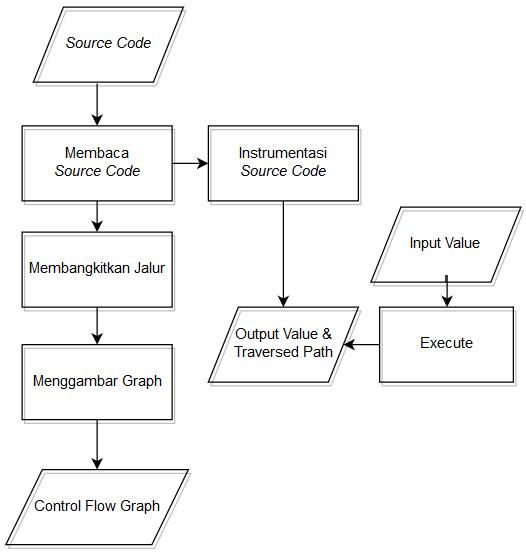 Source Code
Membaca
Source Code
Instrumentasi
Source Code
Membangkitkan Jalur
Input Value
Output Value &
Traversed Path
Execute
Menggambar Graph
Control Flow Graph